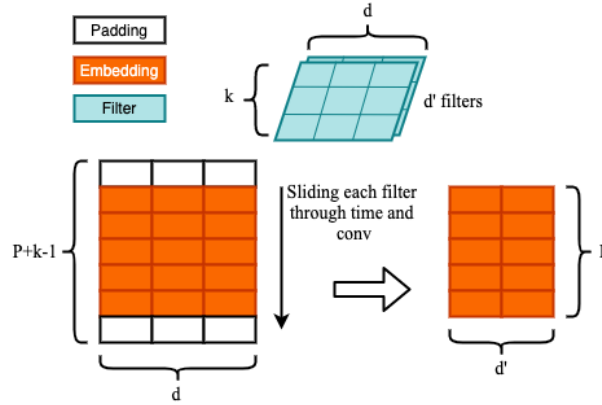 Padding
Embedding
Filter
d
k
d' filters
P+k-1
Sliding each filter
through time and
conv
d
d'